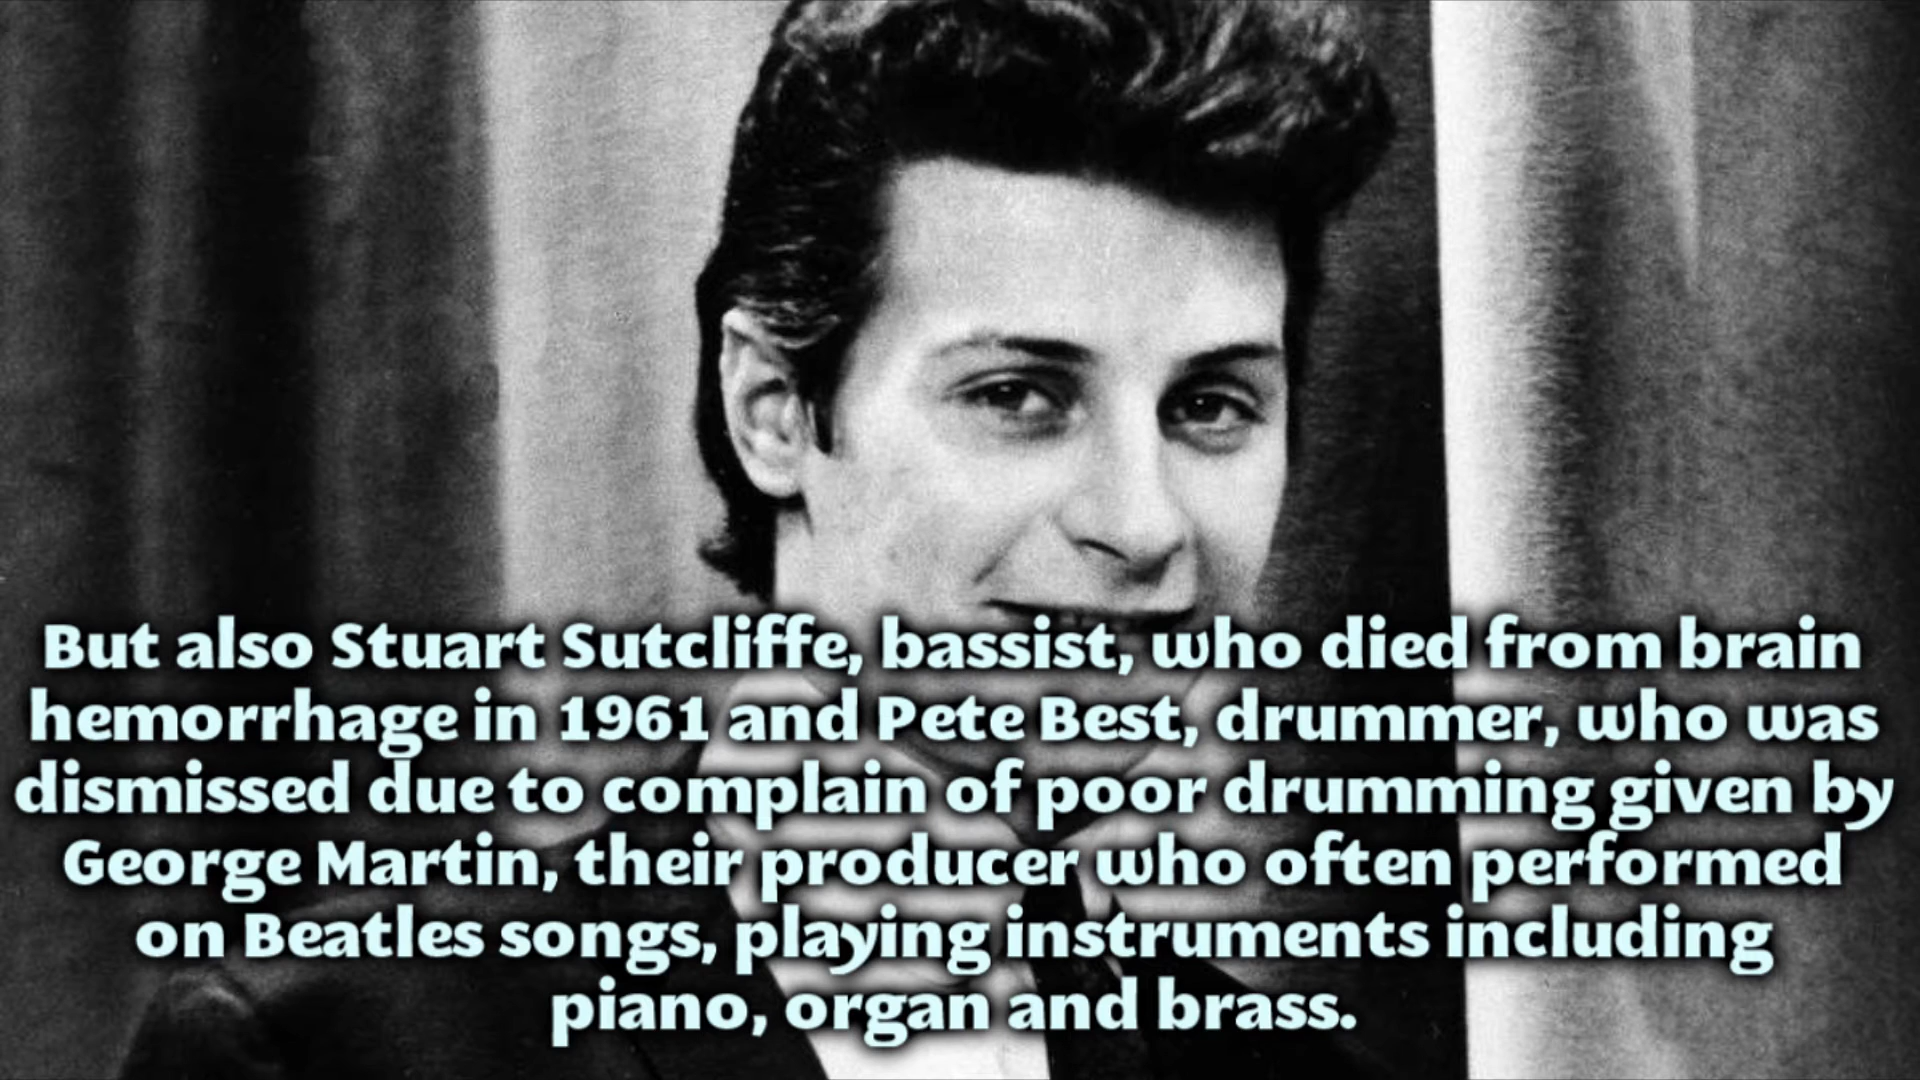 But also Stuart Sutcliffe, bassist, who died from brain
hemorrhage in 1961 and Pete Best, drummer, who was
dismissed due to complain of poor drumming given by
George Martin, their producer who often performed
on Beatles songs, playing instruments including
piano, organ and brass.